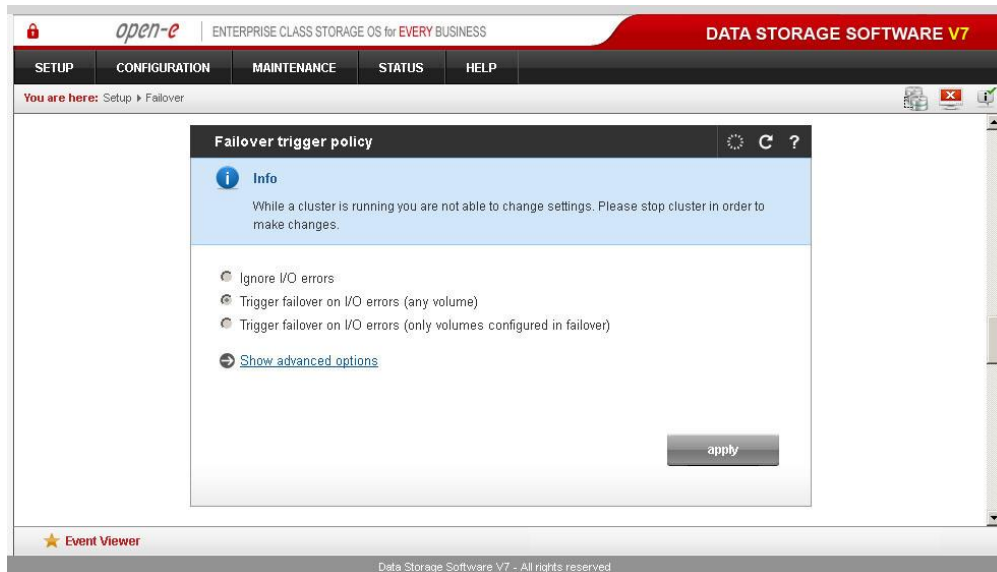 open-e ENTERPRISE CLASS STORAGE OS for EVERY BUSINESS DATA STORAGE SOFTWARE V7
SETUP CONFIGURATION MAINTENANCE STATUS HELP
You are here: Setup Failover
Failover trigger policy
Info
While a cluster is running you are not able to change settings. Please stop cluster in order to
make changes.
Ignore I/O errors
Trigger failover on I/O errors (any volume)
Trigger failover on I/O errors (only volumes configured in failover)
Show advanced options
apply
Event Viewer
Data Storage Software V7 - All rights reserved